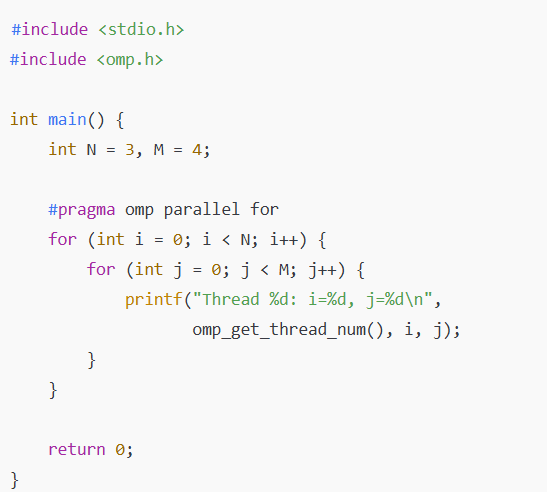 #include <stdio.h>
#include <omp.h>

int main() {
    int N = 3, M = 4;

    #pragma omp parallel for
    for (int i = 0; i < N; i++) {
        for (int j = 0; j < M; j++) {
            printf("Thread %d: i=%d, j=%d\n",
                   omp_get_thread_num(), i, j);
        }
    }

    return 0;
}